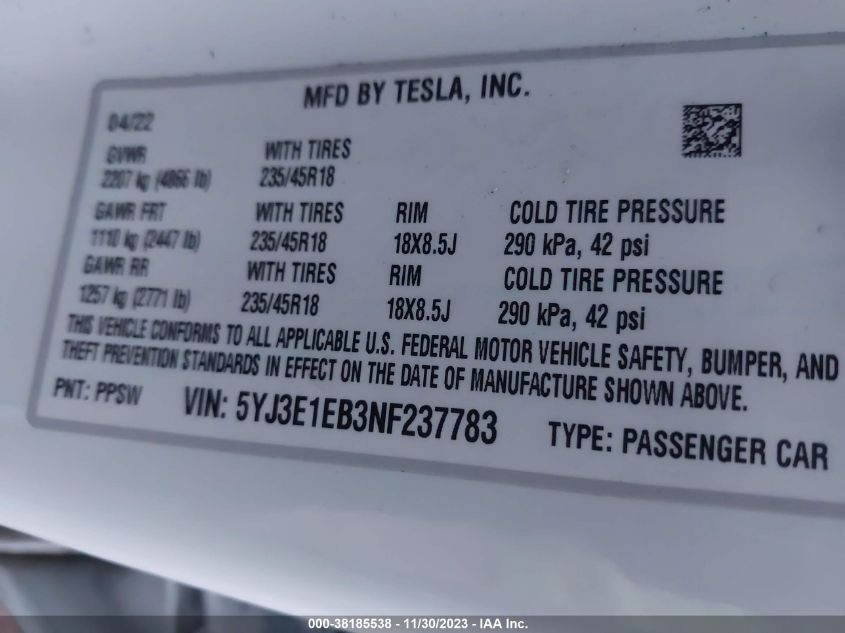 MFD BY TESLA, INC.
04/22
GVWR WITH TIRES
2207 kg (4866 lb) 235/45R18
GAWR FRT WITH TIRES RIM COLD TIRE PRESSURE
1110 kg (2447 lb) 235/45R18 18X8.5J 290 kPa, 42 psi
GAWR RR WITH TIRES RIM COLD TIRE PRESSURE
1257 kg (2771 lb) 235/45R18 18X8.5J 290 kPa, 42 psi
THIS VEHICLE CONFORMS TO ALL APPLICABLE U.S. FEDERAL MOTOR VEHICLE SAFETY, BUMPER, AND
THEFT PREVENTION STANDARDS IN EFFECT ON THE DATE OF MANUFACTURE SHOWN ABOVE.
PNT: PPSW VIN: 5YJ3E1EB3NF237783 TYPE: PASSENGER CAR
000-38185538 - 11/30/2023 - IAA Inc.